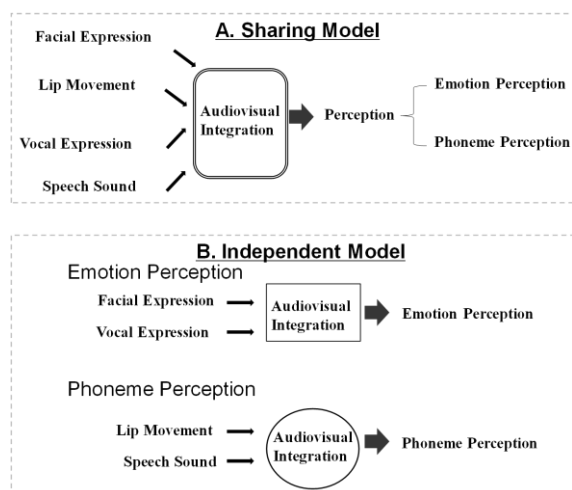 A. Sharing Model
Facial Expression
Lip Movement
Vocal Expression
Speech Sound
Audiovisual
Integration
Perception
Emotion Perception
Phoneme Perception
B. Independent Model
Emotion Perception
Facial Expression
Vocal Expression
Audiovisual
Integration
Emotion Perception
Phoneme Perception
Lip Movement
Speech Sound
Audiovisual
Integration
Phoneme Perception